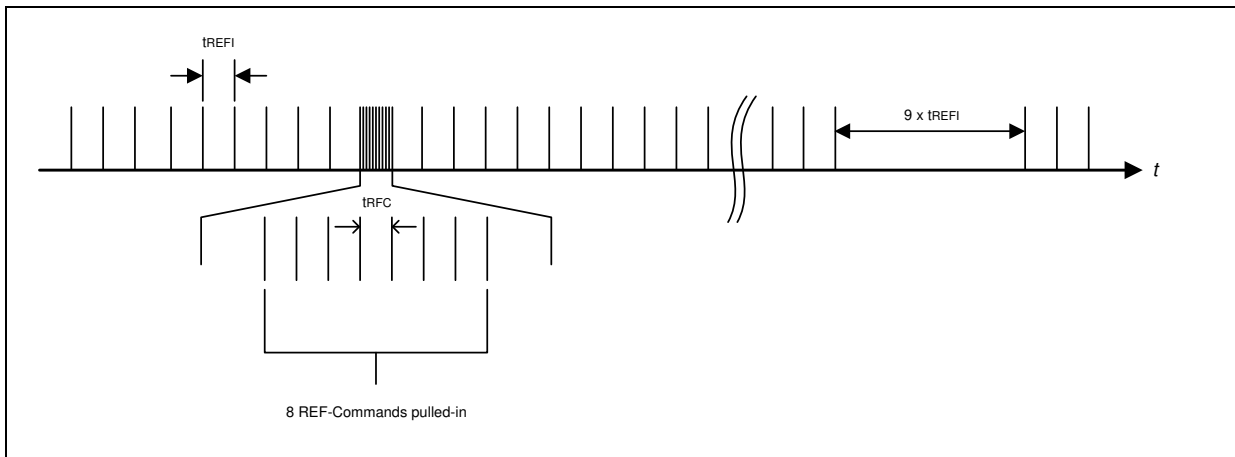 tREFI
9 x tREFI
t
tRFC
8 REF-Commands pulled-in